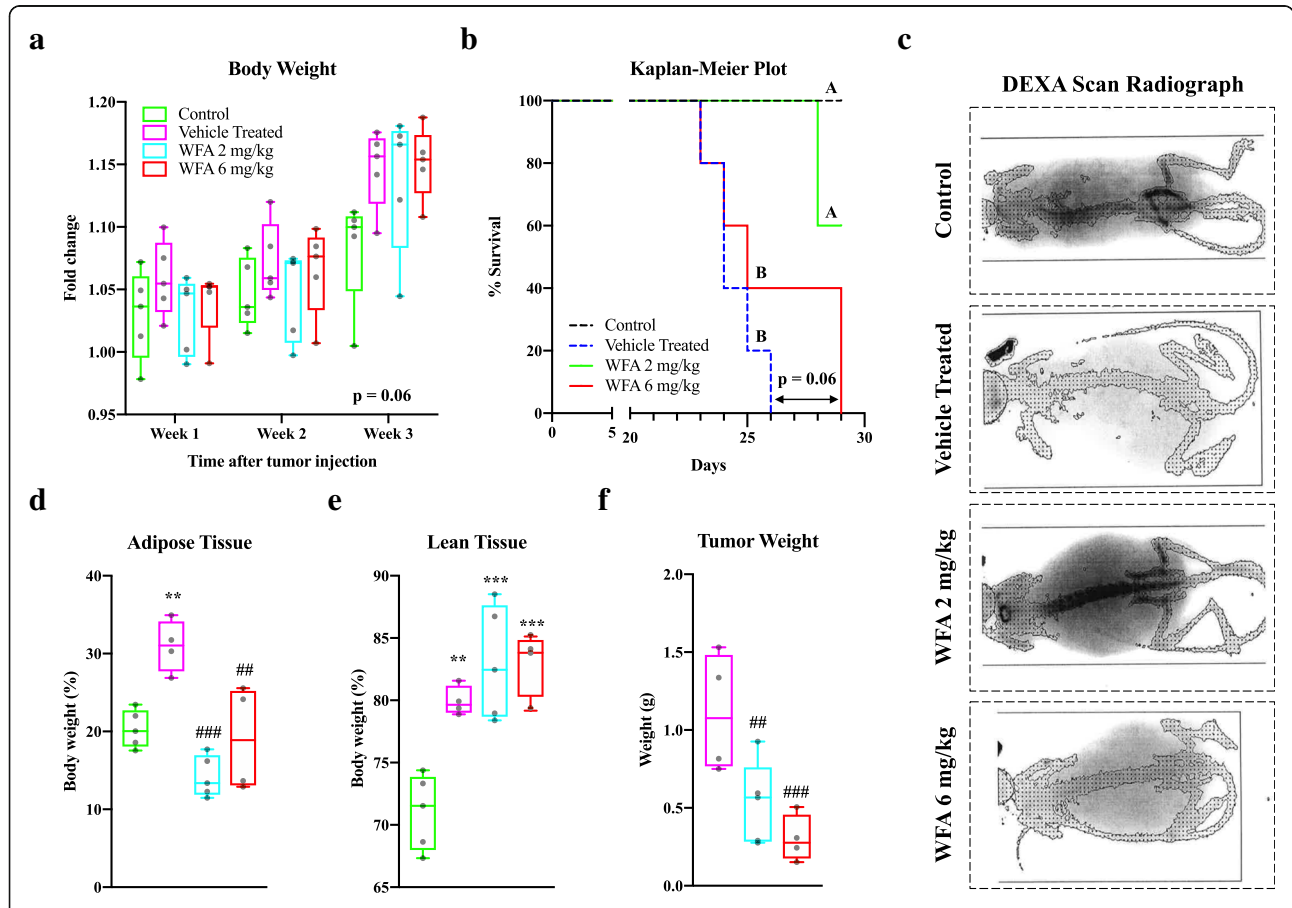 a
Body Weight
Fold change
1.20
1.15
1.10
1.05
1.00
0.95
Control
Vehicle Treated
WFA 2 mg/kg
WFA 6 mg/kg
p = 0.06
Week 1 Week 2 Week 3
Time after tumor injection
b
Kaplan-Meier Plot
% Survival
100
80
60
40
20
0
A
A
B
B
Control
Vehicle Treated
WFA 2 mg/kg
WFA 6 mg/kg
p = 0.06
0 5 20 25 30
Days
c
DEXA Scan Radiograph
Control
Vehicle Treated
WFA 2 mg/kg
WFA 6 mg/kg
d
Adipose Tissue
Body weight (%)
40
30
20
10
0
**
###
##
e
Lean Tissue
Body weight (%)
90
85
80
75
70
65
**
***
***
f
Tumor Weight
Weight (g)
2.0
1.5
1.0
0.5
0.0
##
###